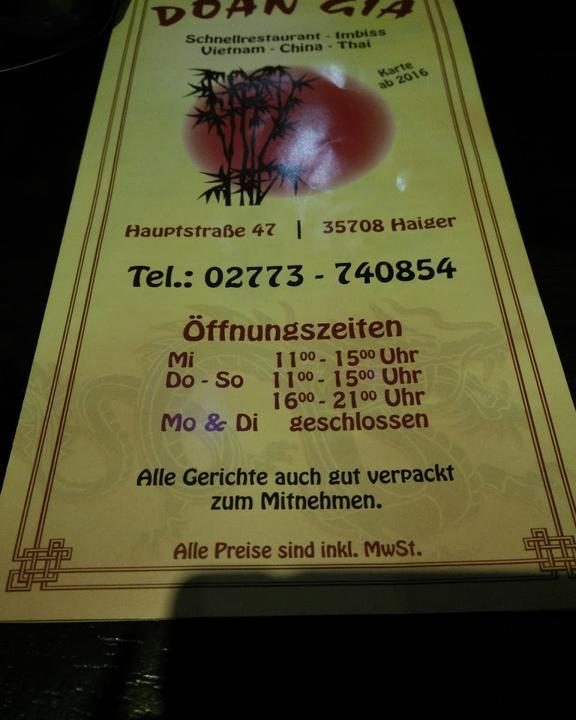 DOAN GIA
Schnellrestaurant - Imbiss
Vietnam - China - Thai
Karte
ab 2016
Hauptstraße 47 | 35708 Haiger
Tel.: 02773 - 740854
Öffnungszeiten
Mi 11⁰⁰ - 15⁰⁰ Uhr
Do - So 11⁰⁰ - 15⁰⁰ Uhr
16⁰⁰ - 21⁰⁰ Uhr
Mo & Di geschlossen
Alle Gerichte auch gut verpackt
zum Mitnehmen.
Alle Preise sind inkl. MwSt.